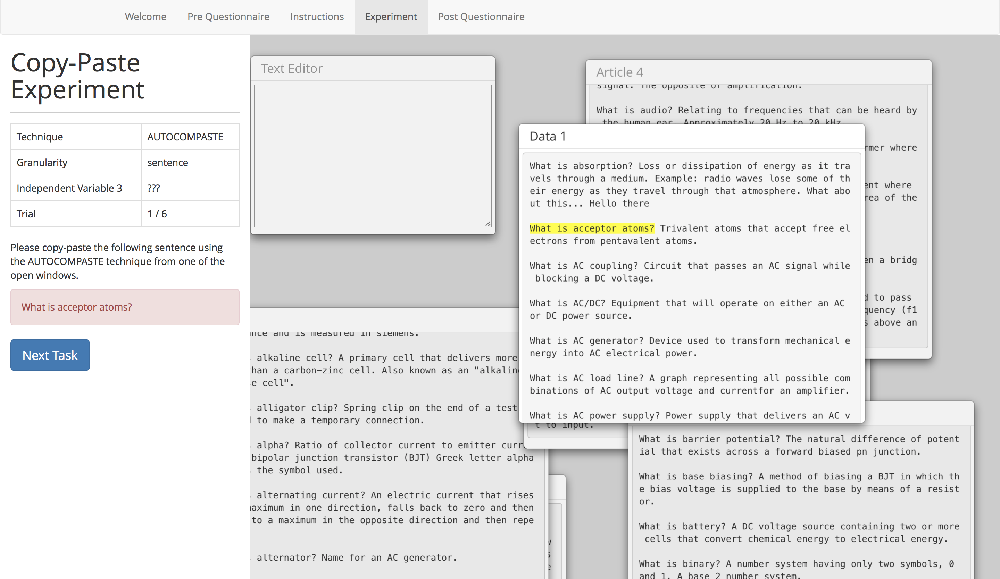 Welcome
Pre Questionnaire
Instructions
Experiment
Post Questionnaire
Copy-Paste
Experiment
Technique AUTOCOMPASTE
Granularity sentence
Independent Variable 3 ???
Trial 1 / 6
Please copy-paste the following sentence using
the AUTOCOMPASTE technique from one of the
open windows.
What is acceptor atoms?
Next Task
Text Editor
Article 4
signal. The opposite of amplification.
What is audio? Relating to frequencies that can be heard by
the human ear. Approximately 20 Hz to 20 kHz.
where
ent where
rea of the
en a bridg
to pass
quency (f1
above an
Data 1
What is absorption? Loss or dissipation of energy as it tra
vels through a medium. Example: radio waves lose some of th
eir energy as they travel through that atmosphere. What abo
ut this... Hello there
What is acceptor atoms? Trivalent atoms that accept free el
ectrons from pentavalent atoms.
What is AC coupling? Circuit that passes an AC signal while
blocking a DC voltage.
What is AC/DC? Equipment that will operate on either an AC
or DC power source.
What is AC generator? Device used to transform mechanical e
nergy into AC electrical power.
What is AC load line? A graph representing all possible com
binations of AC output voltage and currentfor an amplifier.
What is AC power supply? Power supply that delivers an AC v
t to input.
nce and is measured in siemens.
alkaline cell? A primary cell that delivers more
than a carbon-zinc cell. Also known as an "alkalin
e cell".
alligator clip? Spring clip on the end of a test
to make a temporary connection.
alpha? Ratio of collector current to emitter curr
bipolar junction transistor (BJT) Greek letter alpha
the symbol used.
alternating current? An electric current that rises
maximum in one direction, falls back to zero and then
to a maximum in the opposite direction and then repe
alternator? Name for an AC generator.
What is barrier potential? The natural difference of potent
ial that exists across a forward biased pn junction.
What is base biasing? A method of biasing a BJT in which th
e bias voltage is supplied to the base by means of a resist
or.
What is battery? A DC voltage source containing two or more
cells that convert chemical energy to electrical energy.
What is binary? A number system having only two symbols, 0
and 1. A base 2 number system.